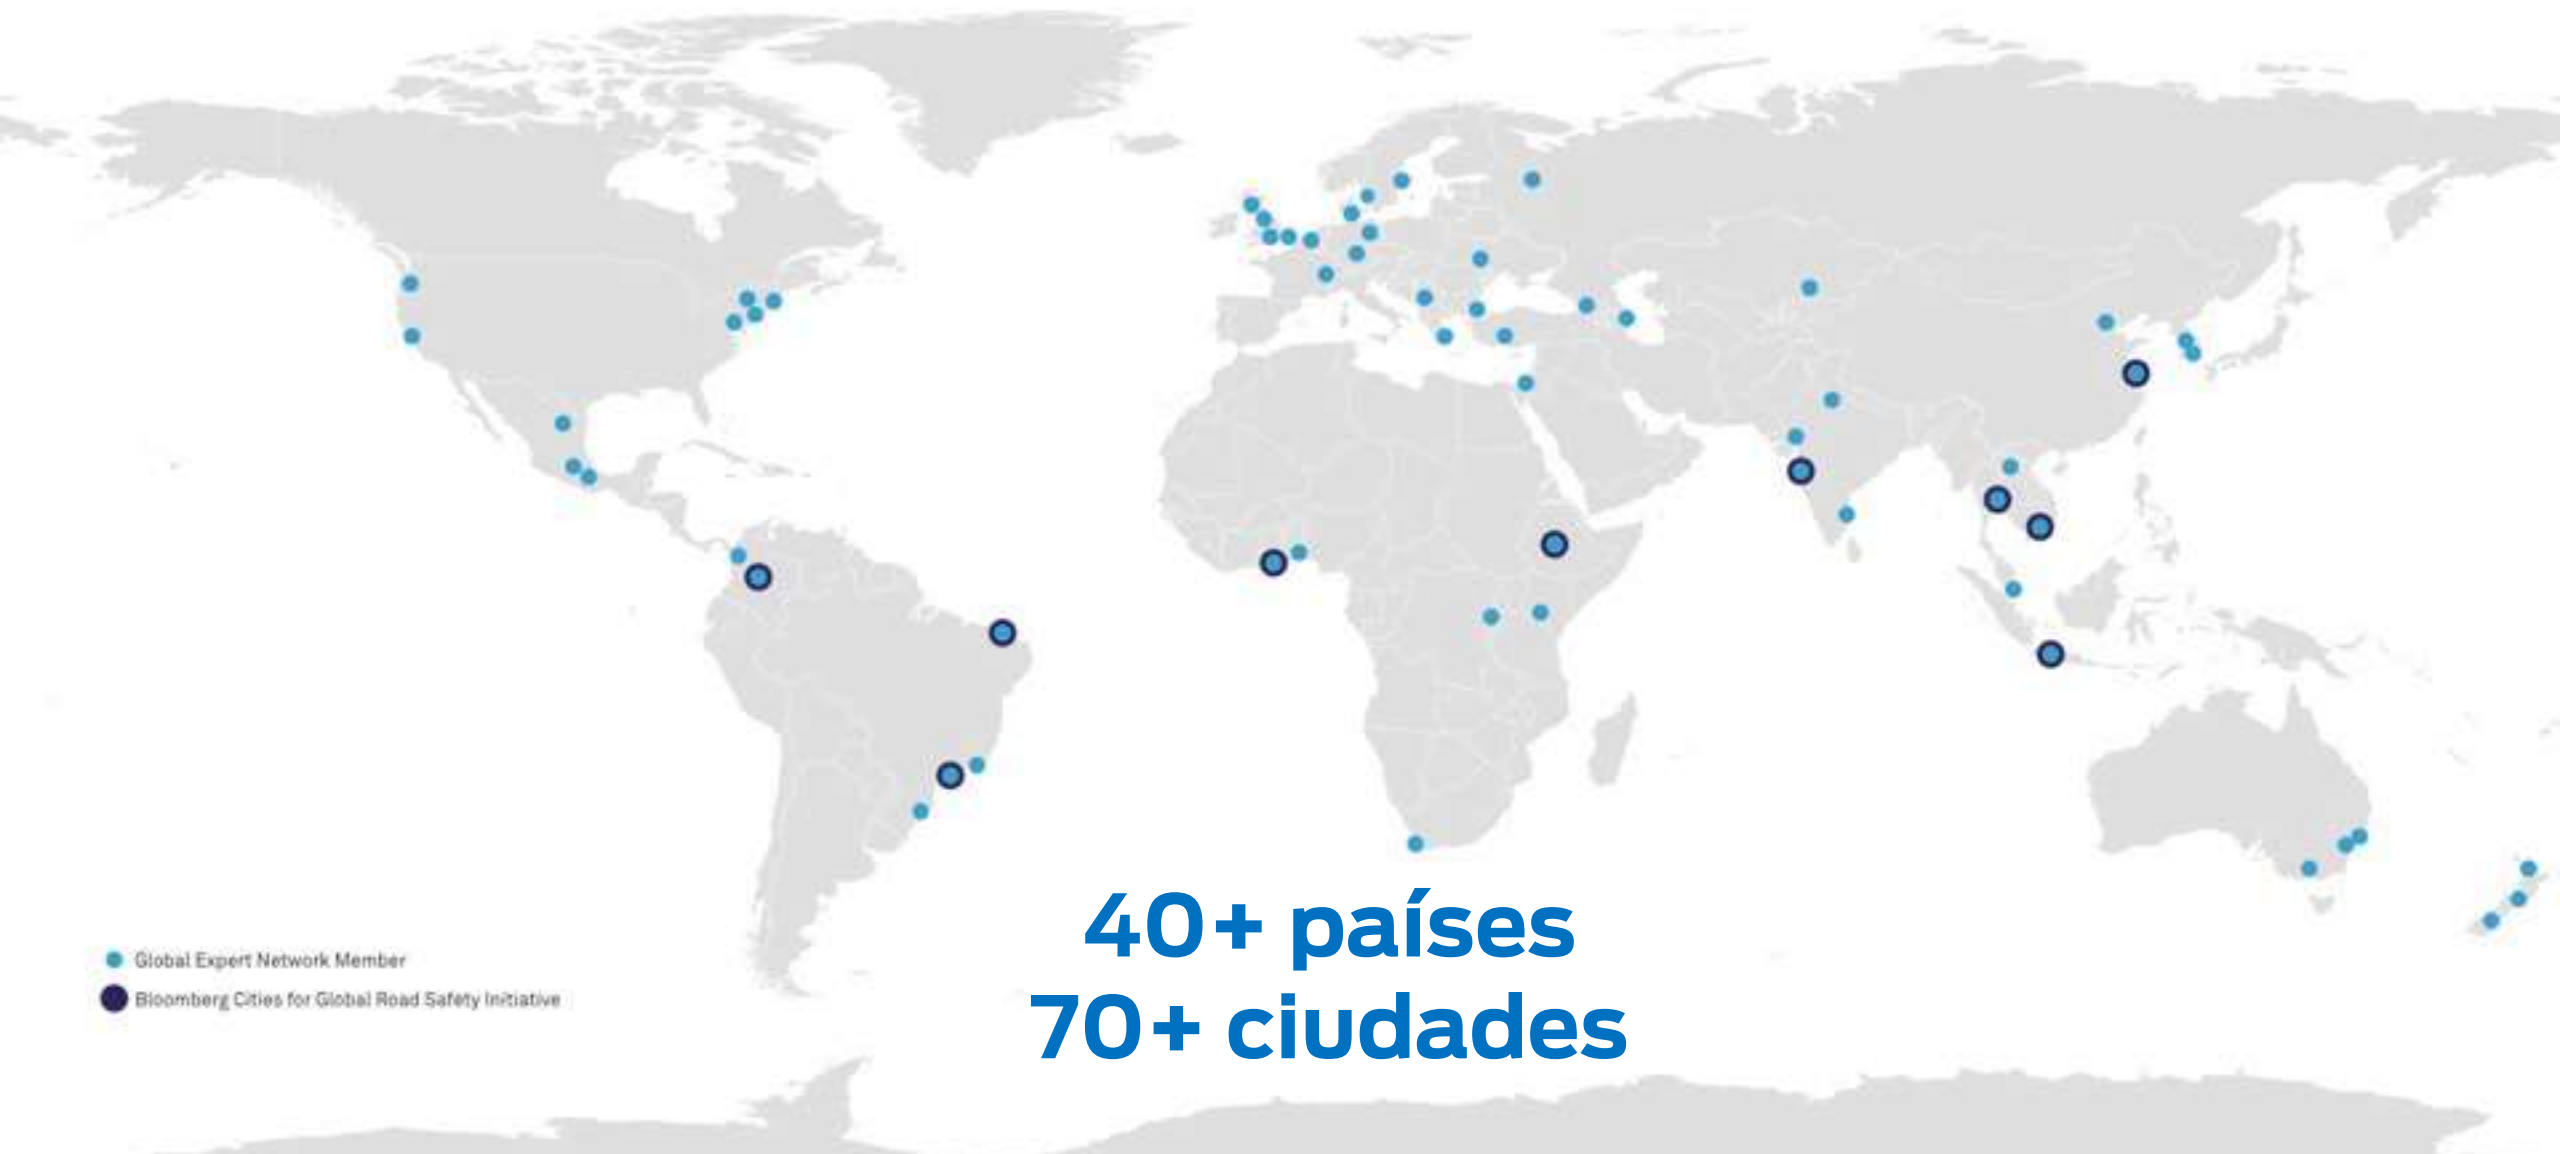 Global Expert Network Member
Bloomberg Cities for Global Road Safety Initiative
40+ países
70+ ciudades